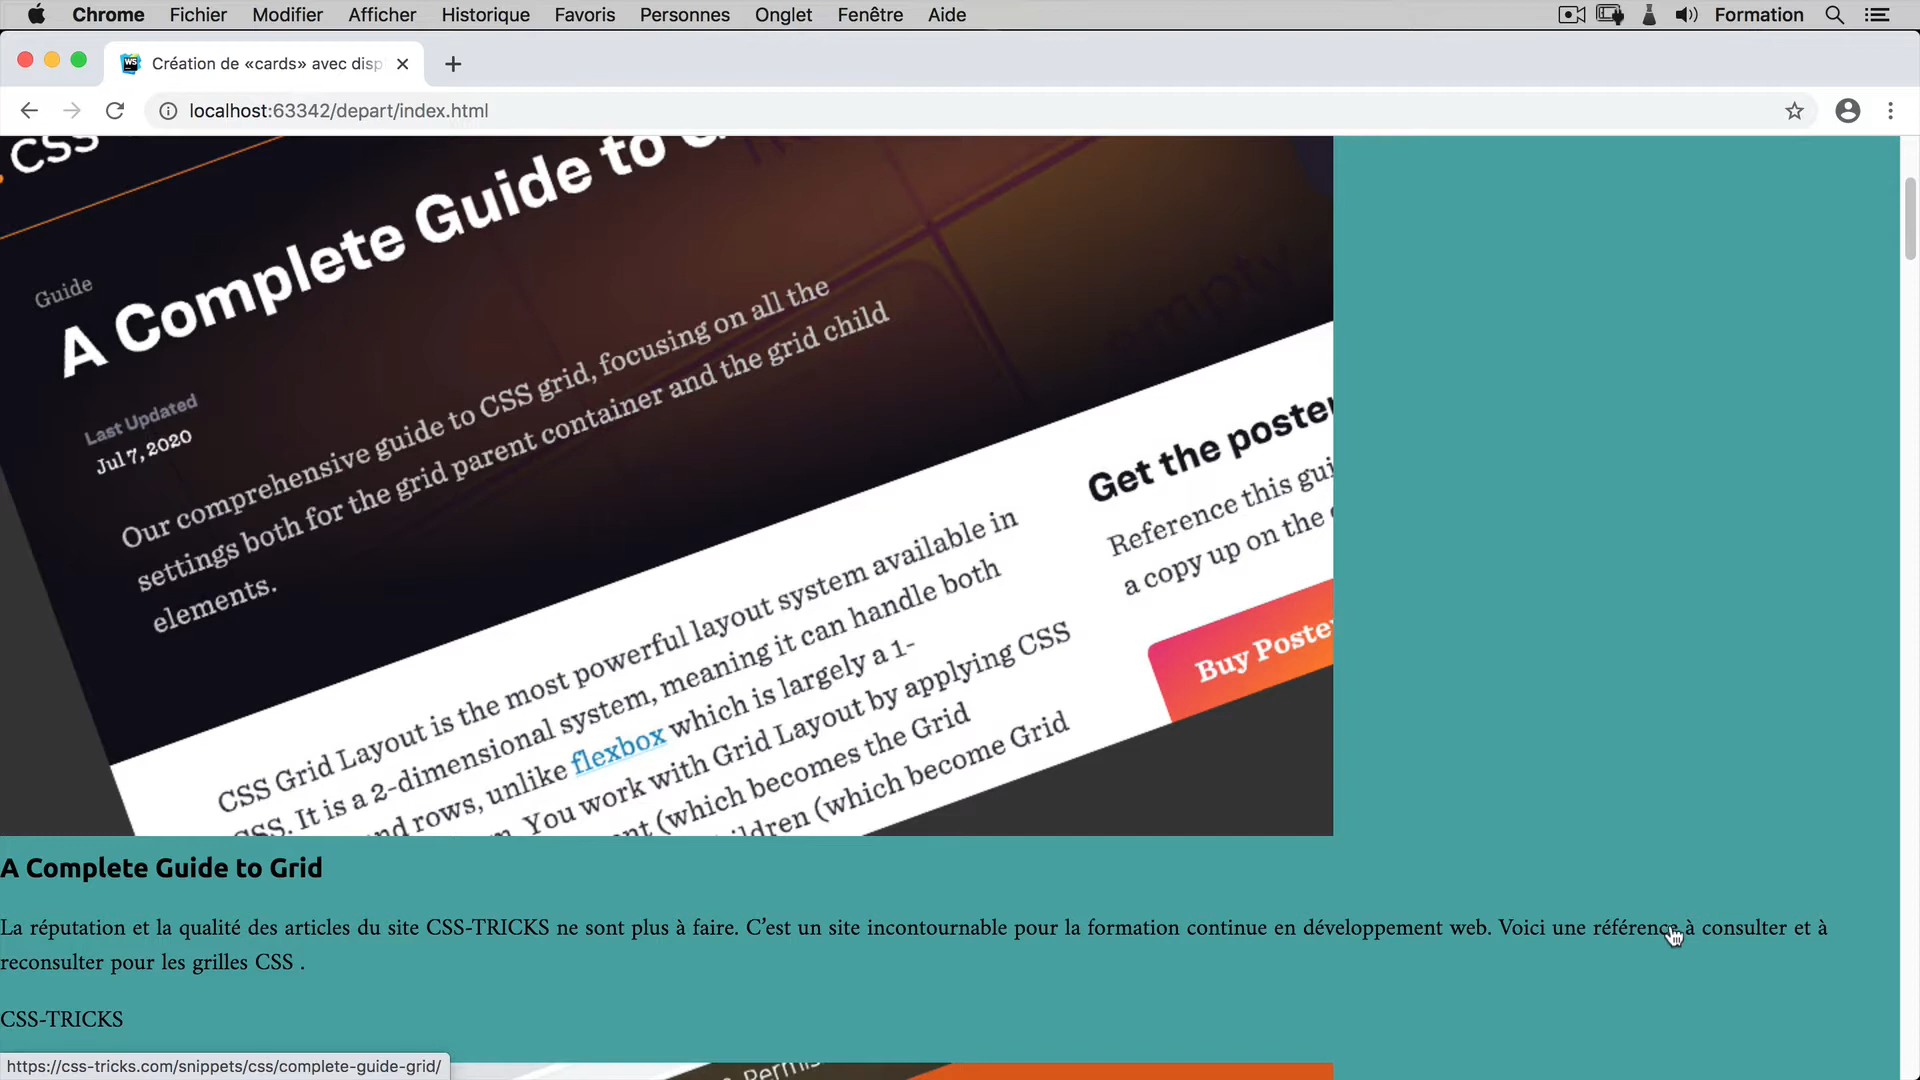 Chrome Fichier Modifier Afficher Historique Favoris Personnes Onglet Fenêtre Aide Formation
Création de «cards» avec disp
localhost:63342/depart/index.html
CSS
Guide
A Complete Guide to
Last Updated
Jul 7, 2020
Our comprehensive guide to CSS grid, focusing on all the
settings both for the grid parent container and the grid child
elements.
empty
Get the poster
Reference this gui
a copy up on the
Buy Poste
CSS Grid Layout is the most powerful layout system available in
CSS. It is a 2-dimensional system, meaning it can handle both
nd rows, unlike flexbox which is largely a 1-
You work with Grid Layout by applying CSS
nt (which becomes the Grid
ildren (which become Grid
A Complete Guide to Grid
La réputation et la qualité des articles du site CSS-TRICKS ne sont plus à faire. C’est un site incontournable pour la formation continue en développement web. Voici une référence à consulter et à
reconsulter pour les grilles CSS .
CSS-TRICKS
https://css-tricks.com/snippets/css/complete-guide-grid/
Permis